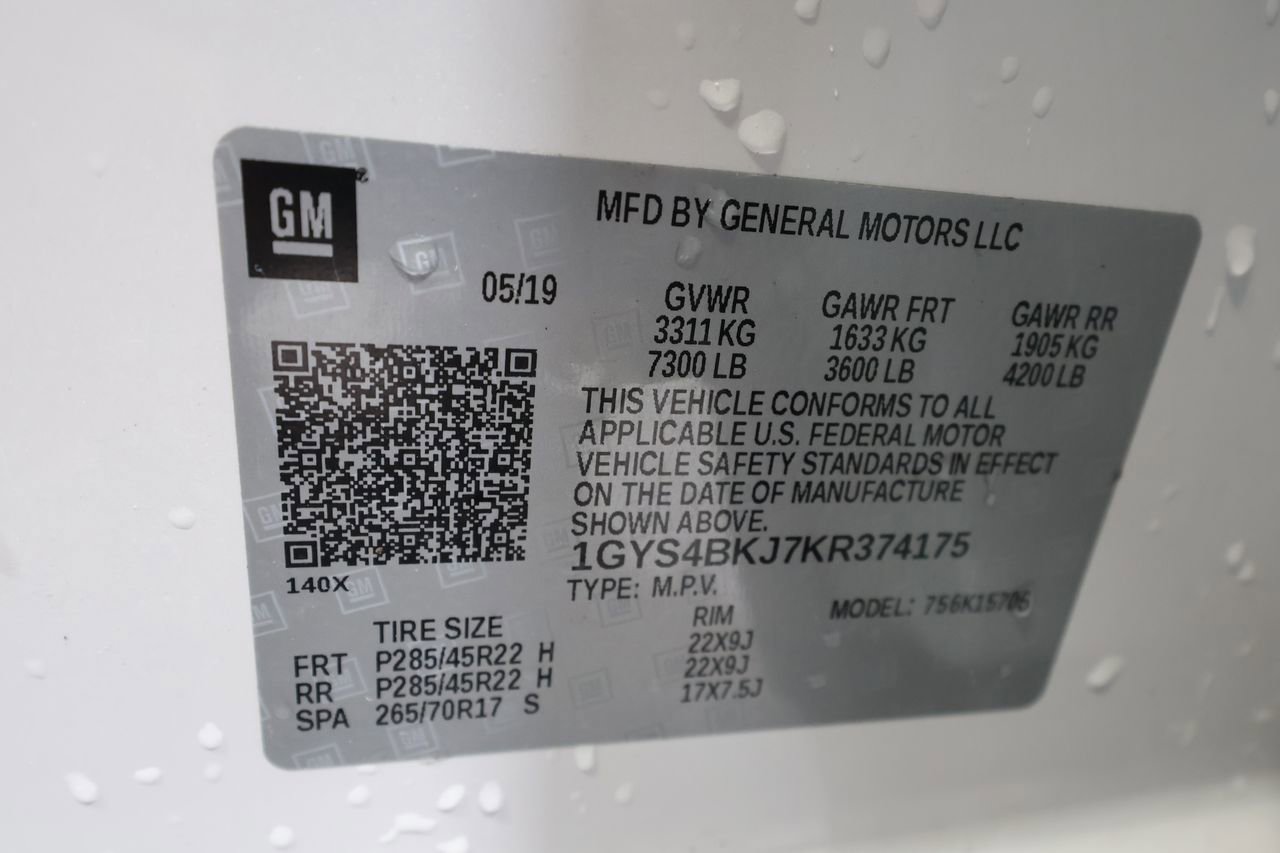 GM
MFD BY GENERAL MOTORS LLC
05/19
GVWR GAWR FRT GAWR RR
3311 KG 1633 KG 1905 KG
7300 LB 3600 LB 4200 LB
THIS VEHICLE CONFORMS TO ALL
APPLICABLE U.S. FEDERAL MOTOR
VEHICLE SAFETY STANDARDS IN EFFECT
ON THE DATE OF MANUFACTURE
SHOWN ABOVE.
1GYS4BKJ7KR374175
140X
TYPE: M.P.V. MODEL: 756K15706
TIRE SIZE RIM
FRT P285/45R22 H 22X9J
RR P285/45R22 H 22X9J
SPA 265/70R17 S 17X7.5J